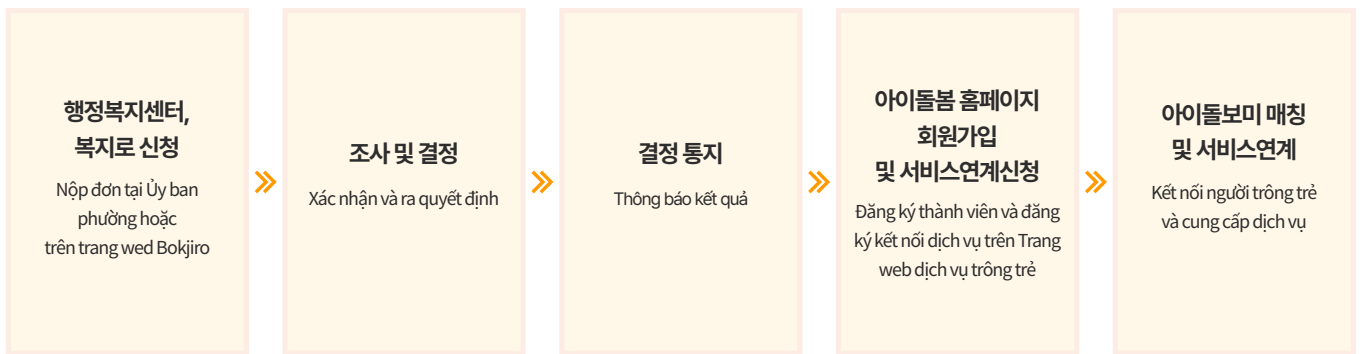 행정복지센터,
복지로 신청
Nộp đơn tại Ủy ban
phường hoặc
trên trang wed Bokjiro
조사 및 결정
Xác nhận và ra quyết định
결정 통지
Thông báo kết quả
아이돌봄 홈페이지
회원가입
및 서비스연계신청
Đăng ký thành viên và đăng
ký kết nối dịch vụ trên Trang
web dịch vụ trông trẻ
아이돌보미 매칭
및 서비스연계
Kết nối người trông trẻ
và cung cấp dịch vụ